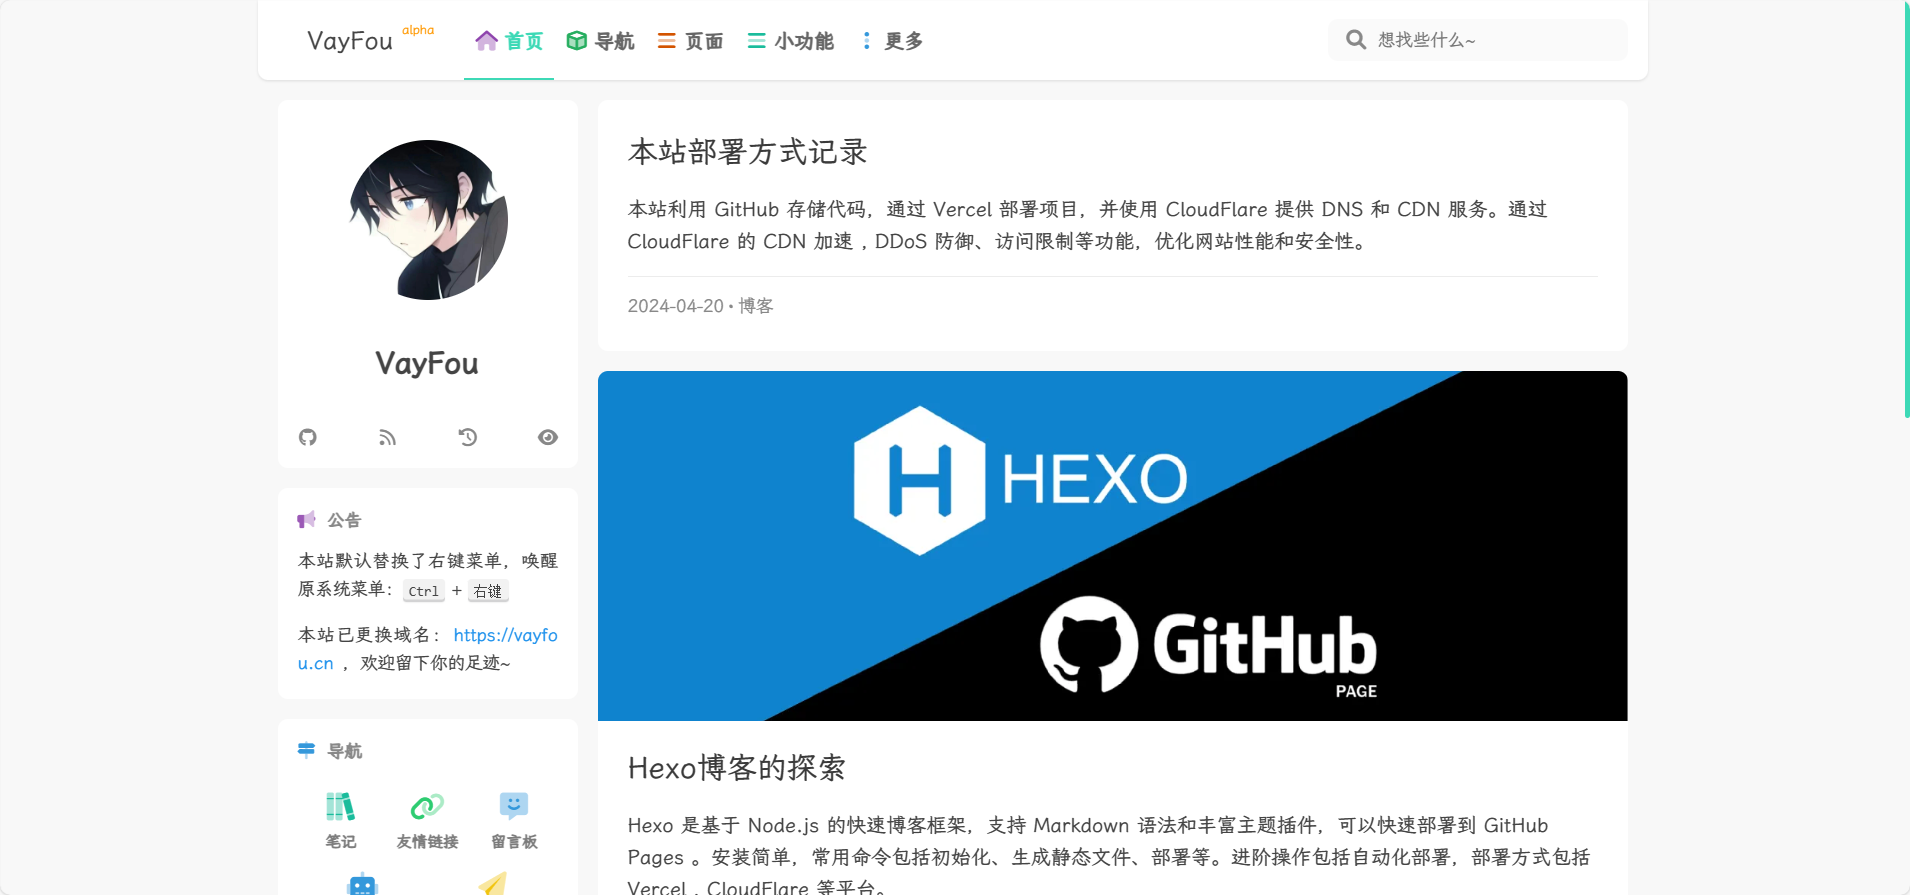 VayFou alpha 首页 导航 页面 小功能 更多 想找些什么~
VayFou
公告
本站默认替换了右键菜单，唤醒
原系统菜单：Ctrl + 右键
本站已更换域名：https://vayfo
u.cn ，欢迎留下你的足迹~
导航
笔记 友情链接 留言板
本站部署方式记录
本站利用 GitHub 存储代码，通过 Vercel 部署项目，并使用 CloudFlare 提供 DNS 和 CDN 服务。通过
CloudFlare 的 CDN 加速 , DDoS 防御、访问限制等功能，优化网站性能和安全性。
2024-04-20 • 博客
HEXO
GitHub
PAGE
Hexo博客的探索
Hexo 是基于 Node.js 的快速博客框架，支持 Markdown 语法和丰富主题插件，可以快速部署到 GitHub
Pages 。安装简单，常用命令包括初始化、生成静态文件、部署等。进阶操作包括自动化部署，部署方式包括
Vercel , CloudFlare 等平台。